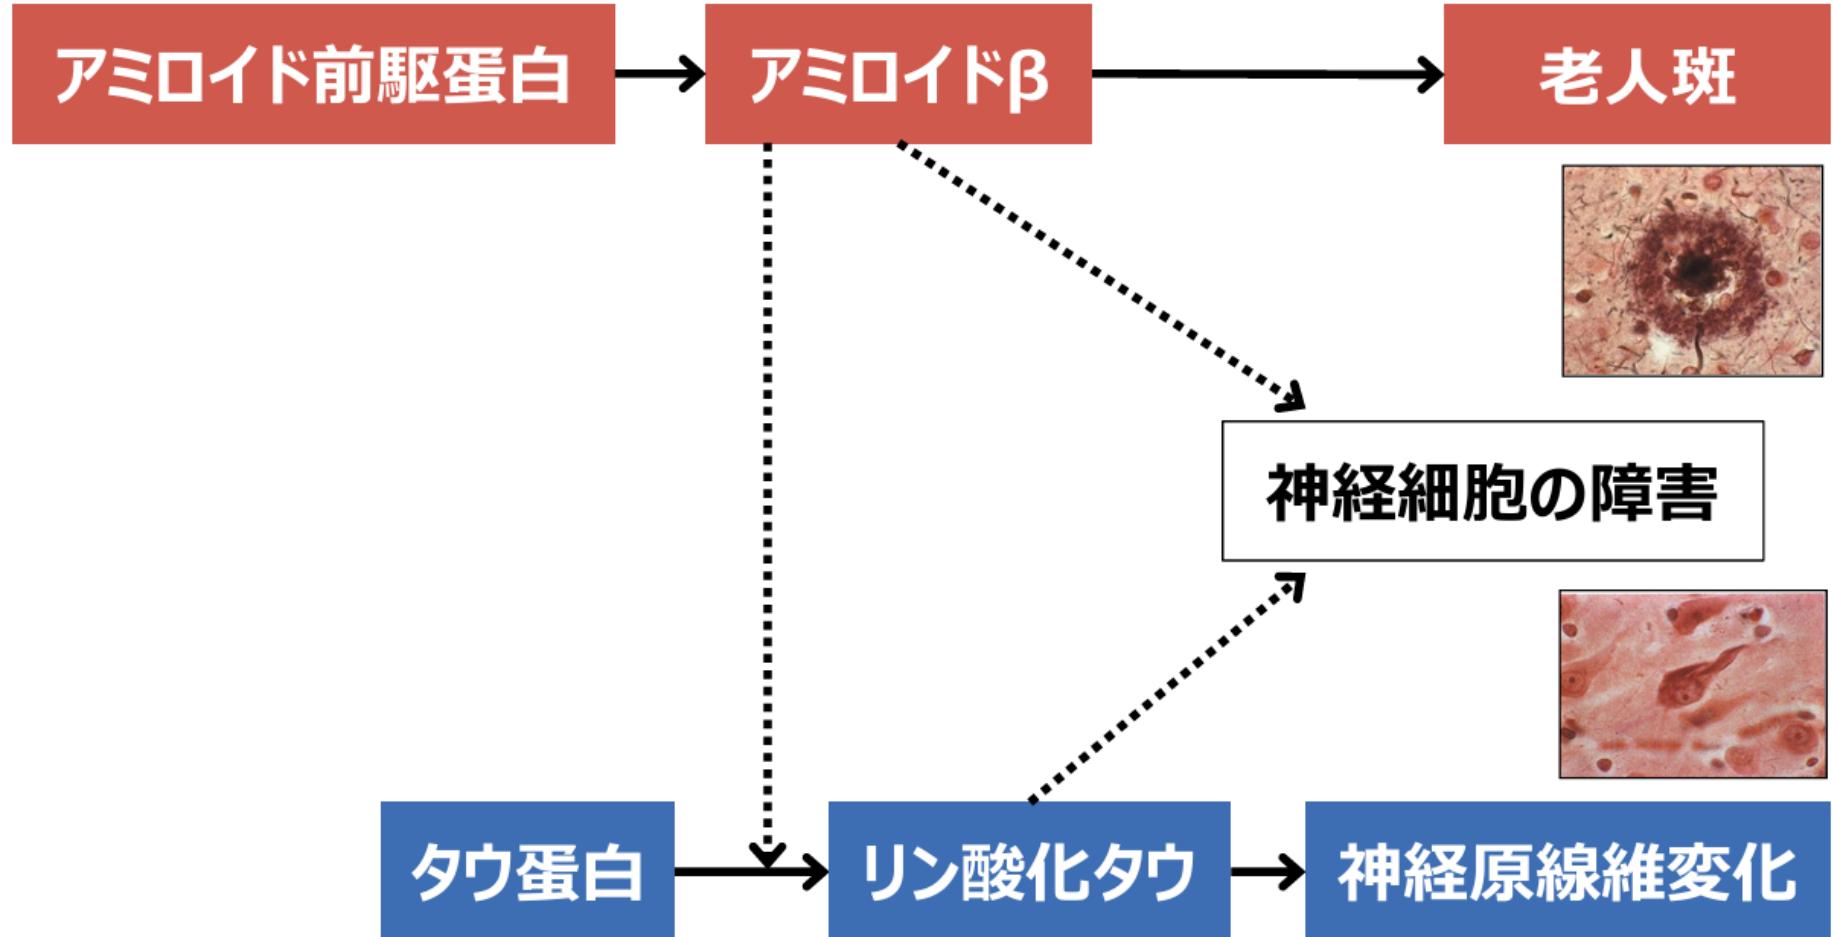 アミロイド前駆蛋白
アミロイドβ
老人斑
神経細胞の障害
タウ蛋白
リン酸化タウ
神経原線維変化